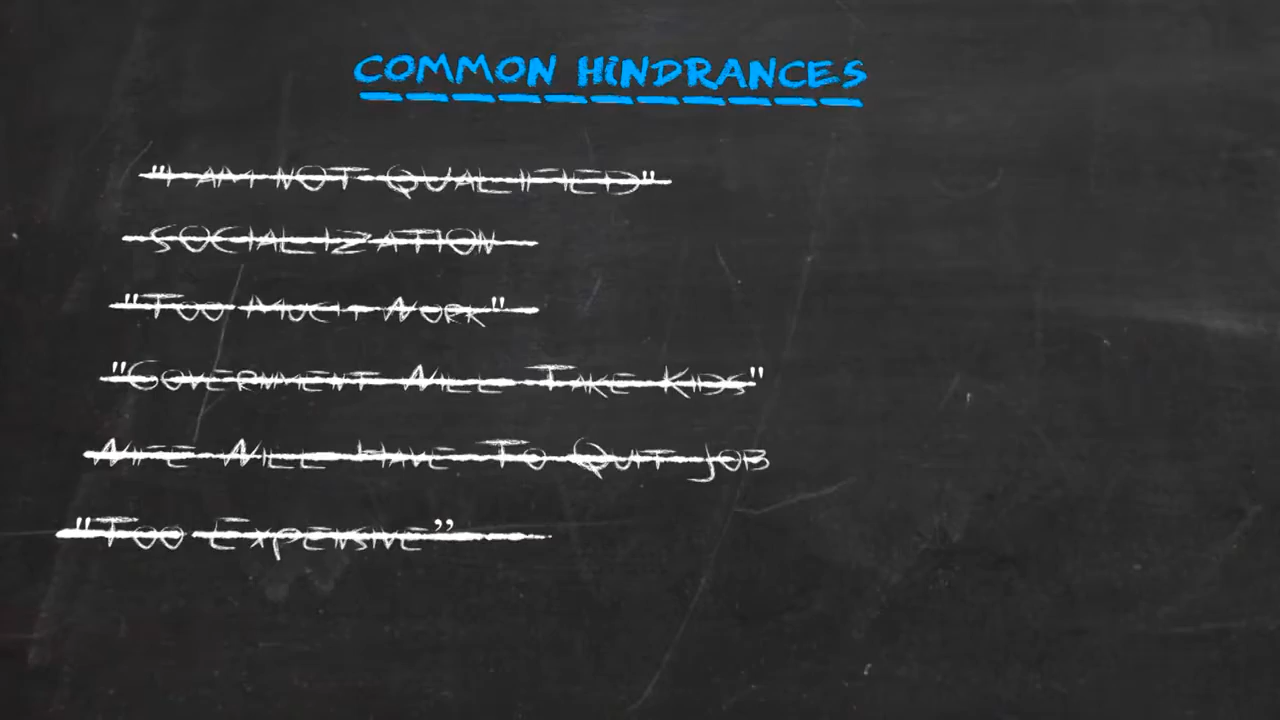 COMMON HINDRANCES
"I AM NOT QUALIFIED"
SOCIALIZATION
"Too Much Work"
"Government Will Take Kids"
Wife Will Have To Quit Job
"Too Expensive”